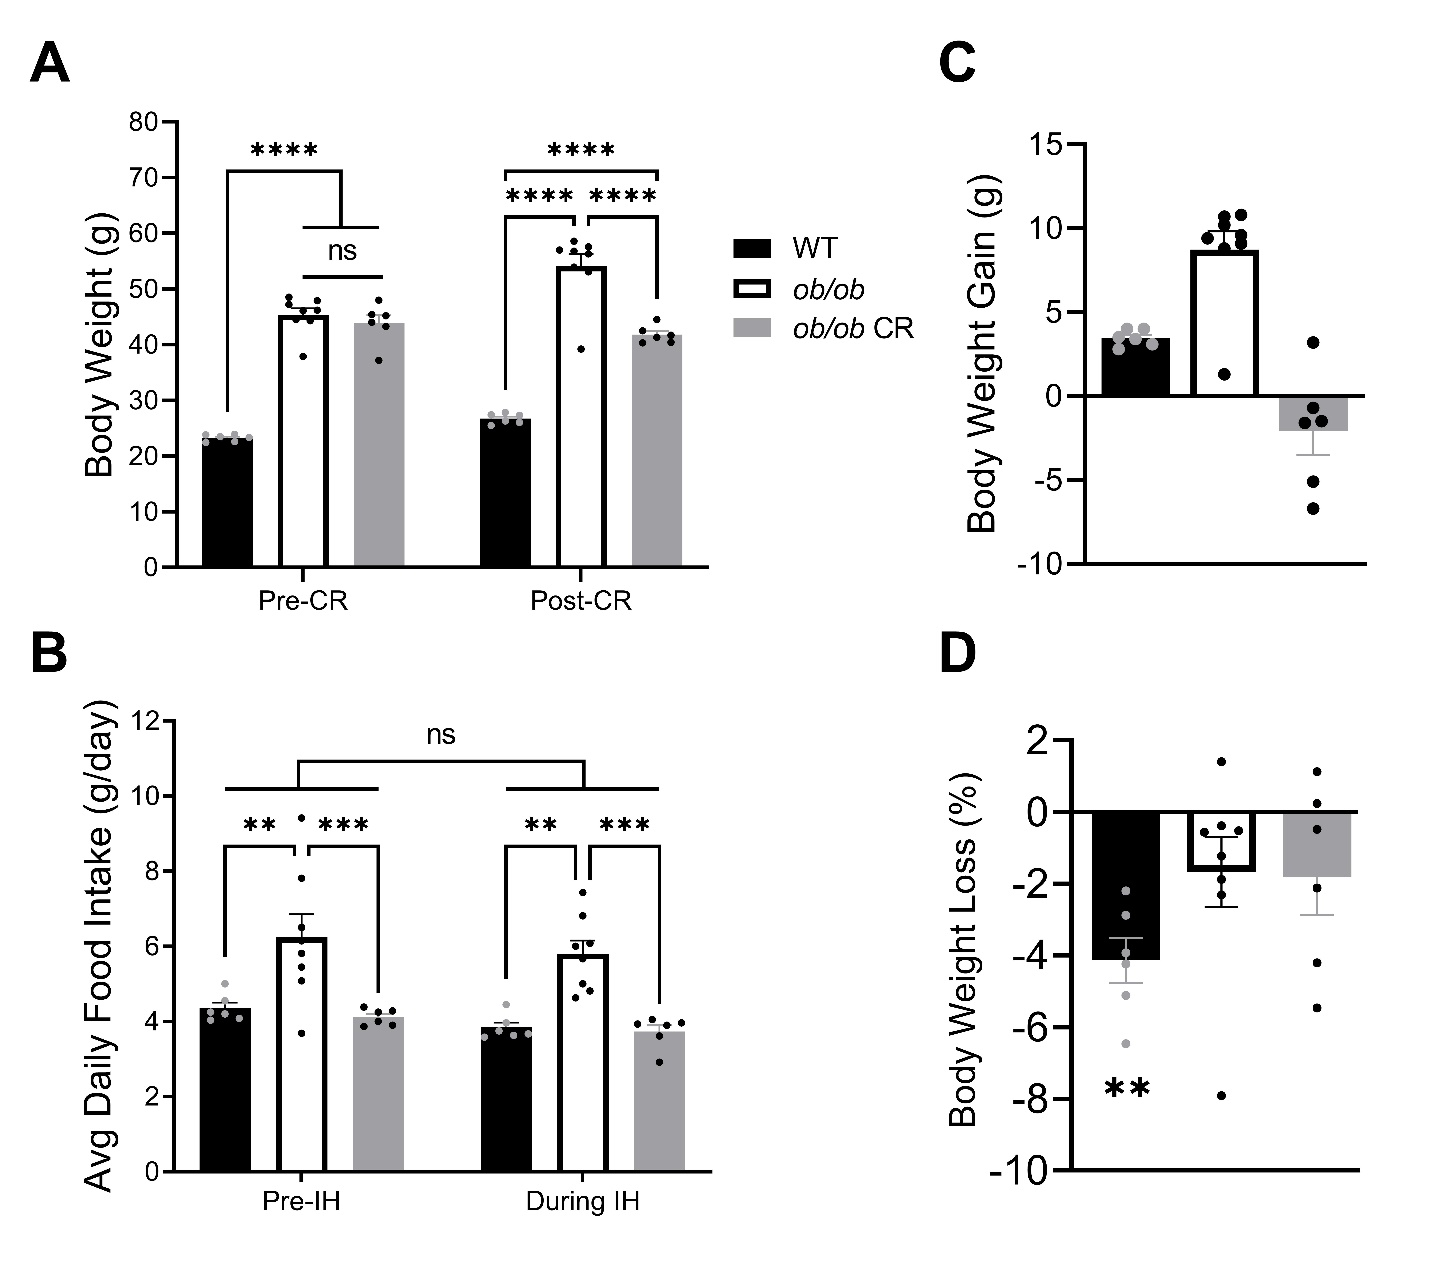 A
Body Weight (g)
80
70
60
50
40
30
20
10
0
****
ns
****
**** ****
Pre-CR
Post-CR
WT
ob/ob
ob/ob CR
C
Body Weight Gain (g)
15
10
5
0
-5
-10
B
Avg Daily Food Intake (g/day)
12
10
8
6
4
2
0
ns
** ***
** ***
Pre-IH
During IH
D
Body Weight Loss (%)
2
0
-2
-4
-6
-8
-10
**